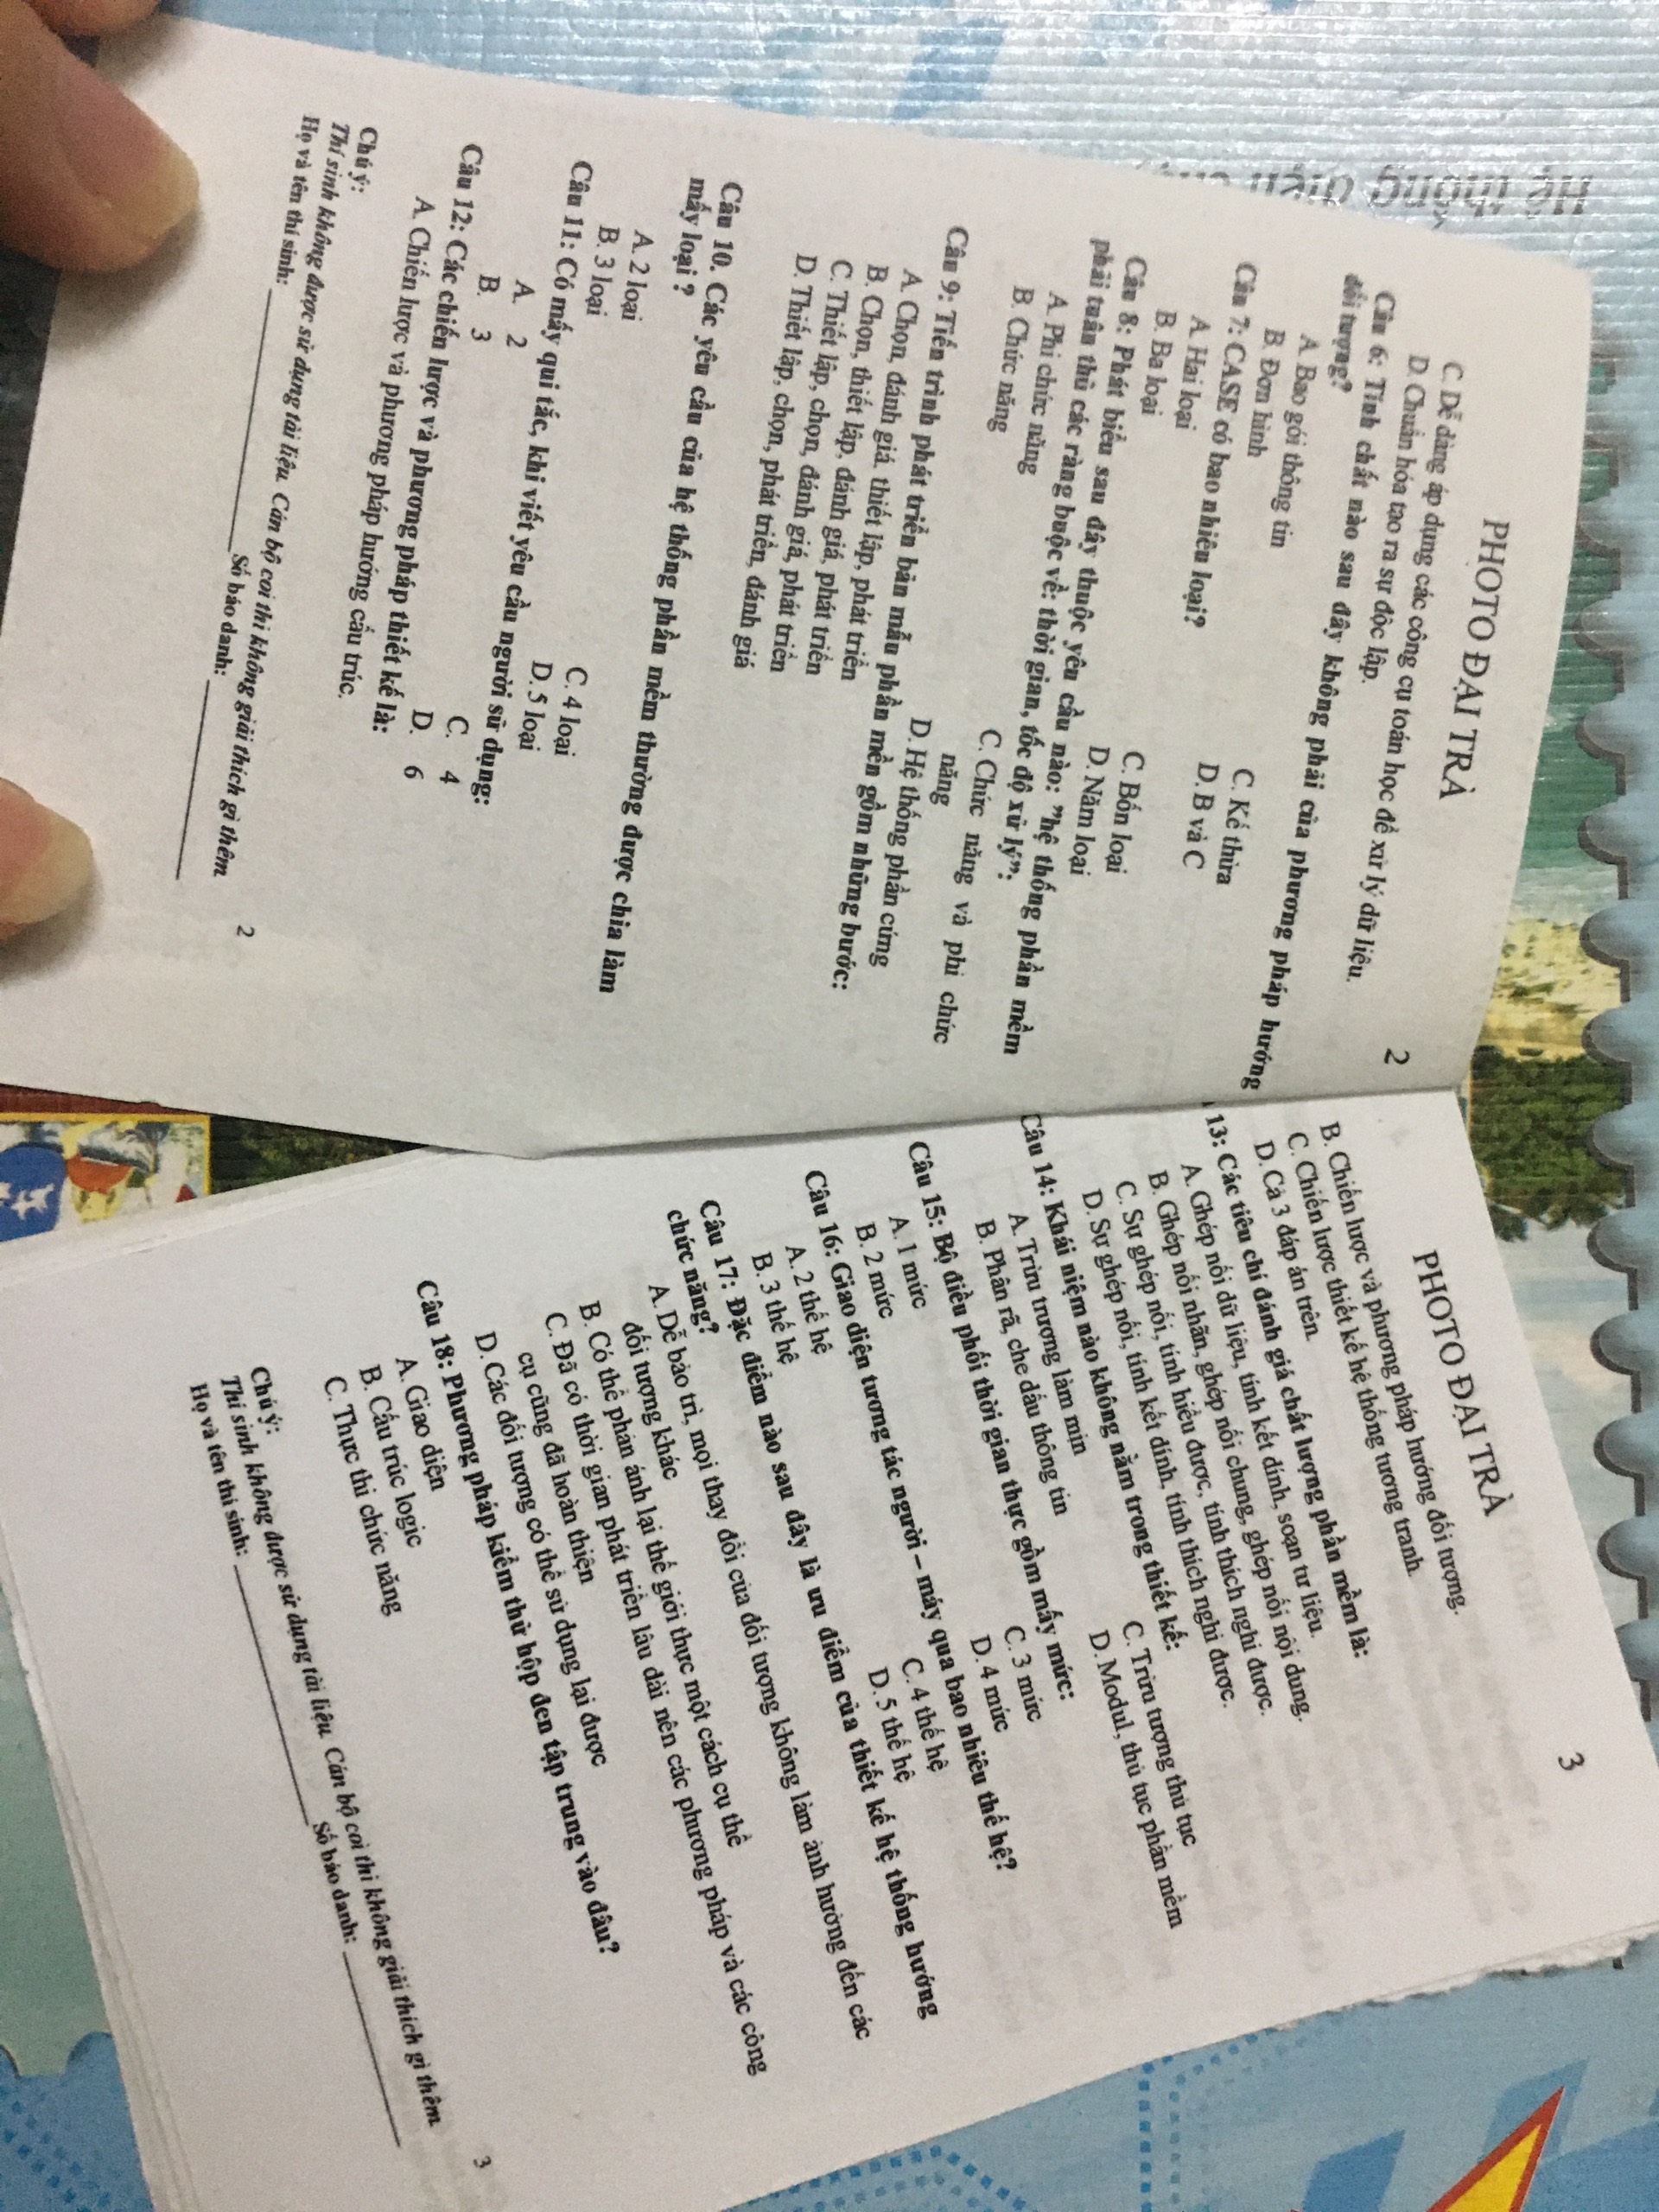 PHOTO ĐẠI TRÀ
2
C. Dễ dàng áp dụng các công cụ toán học để xử lý dữ liệu.
D. Chuẩn hóa tạo ra sự độc lập.
Câu 6: Tính chất nào sau đây không phải của phương pháp hướng
đối tượng?
A. Bao gói thông tin
C. Kế thừa
B. Đơn hình
D. B và C
Câu 7: CASE có bao nhiêu loại?
A. Hai loại
C. Bốn loại
B. Ba loại
D. Năm loại
Câu 8: Phát biểu sau đây thuộc yêu cầu nào: "hệ thống phần mềm
phải tuân thủ các ràng buộc về: thời gian, tốc độ xử lý":
A. Phi chức năng
C. Chức năng và phi chức
năng
B. Chức năng
D. Hệ thống phần cứng
Câu 9: Tiến trình phát triển bản mẫu phần mền gồm những bước:
A. Chọn, đánh giá, thiết lập, phát triển
B. Chọn, thiết lập, đánh giá, phát triển
C. Thiết lập, chọn, đánh giá, phát triển
D. Thiết lập, chọn, phát triển, đánh giá
Câu 10. Các yêu cầu của hệ thống phần mềm thường được chia làm
mấy loại ?
A. 2 loại
C. 4 loại
B. 3 loại
D. 5 loại
Câu 11: Có mấy qui tắc, khi viết yêu cầu người sử dụng:
A. 2
C. 4
B. 3
D. 6
Câu 12: Các chiến lược và phương pháp thiết kế là:
A. Chiến lược và phương pháp hướng cấu trúc.
Chú ý:
Thí sinh không được sử dụng tài liệu. Cán bộ coi thi không giải thích gì thêm
Họ và tên thí sinh: Số báo danh:
2
PHOTO ĐẠI TRÀ
3
B. Chiến lược và phương pháp hướng đối tượng.
C. Chiến lược thiết kế hệ thống tương tranh.
D. Cả 3 đáp án trên.
13: Các tiêu chí đánh giá chất lượng phần mềm là:
A. Ghép nối dữ liệu, tính kết dính, soạn tư liệu.
B. Ghép nối nhãn, ghép nối chung, ghép nối nội dung.
C. Sự ghép nối, tính hiểu được, tính thích nghi được.
D. Sự ghép nối, tính kết dính, tính thích nghi được.
Câu 14: Khái niệm nào không nằm trong thiết kế:
A. Trừu trượng làm mịn
C. Trừu tượng thủ tục
B. Phân rã, che dấu thông tin
D. Modul, thủ tục phần mềm
Câu 15: Bộ điều phối thời gian thực gồm mấy mức:
A. 1 mức
C. 3 mức
B. 2 mức
D. 4 mức
Câu 16: Giao diện tương tác người – máy qua bao nhiêu thế hệ?
A. 2 thế hệ
C. 4 thế hệ
B. 3 thế hệ
D. 5 thế hệ
Câu 17: Đặc điểm nào sau đây là ưu điểm của thiết kế hệ thống hướng
chức năng?
A. Dễ bảo trì, mọi thay đổi của đối tượng không làm ảnh hưởng đến các
đối tượng khác
B. Có thể phản ánh lại thế giới thực một cách cụ thể
C. Đã có thời gian phát triển lâu dài nên các phương pháp và các công
cụ cũng đã hoàn thiện
D. Các đối tượng có thể sử dụng lại được
Câu 18: Phương pháp kiểm thử hộp đen tập trung vào đâu?
A. Giao diện
B. Cấu trúc logic
C. Thực thi chức năng
Chú ý:
Thí sinh không được sử dụng tài liệu. Cán bộ coi thi không giải thích gì thêm
Họ và tên thí sinh: Số báo danh:
3